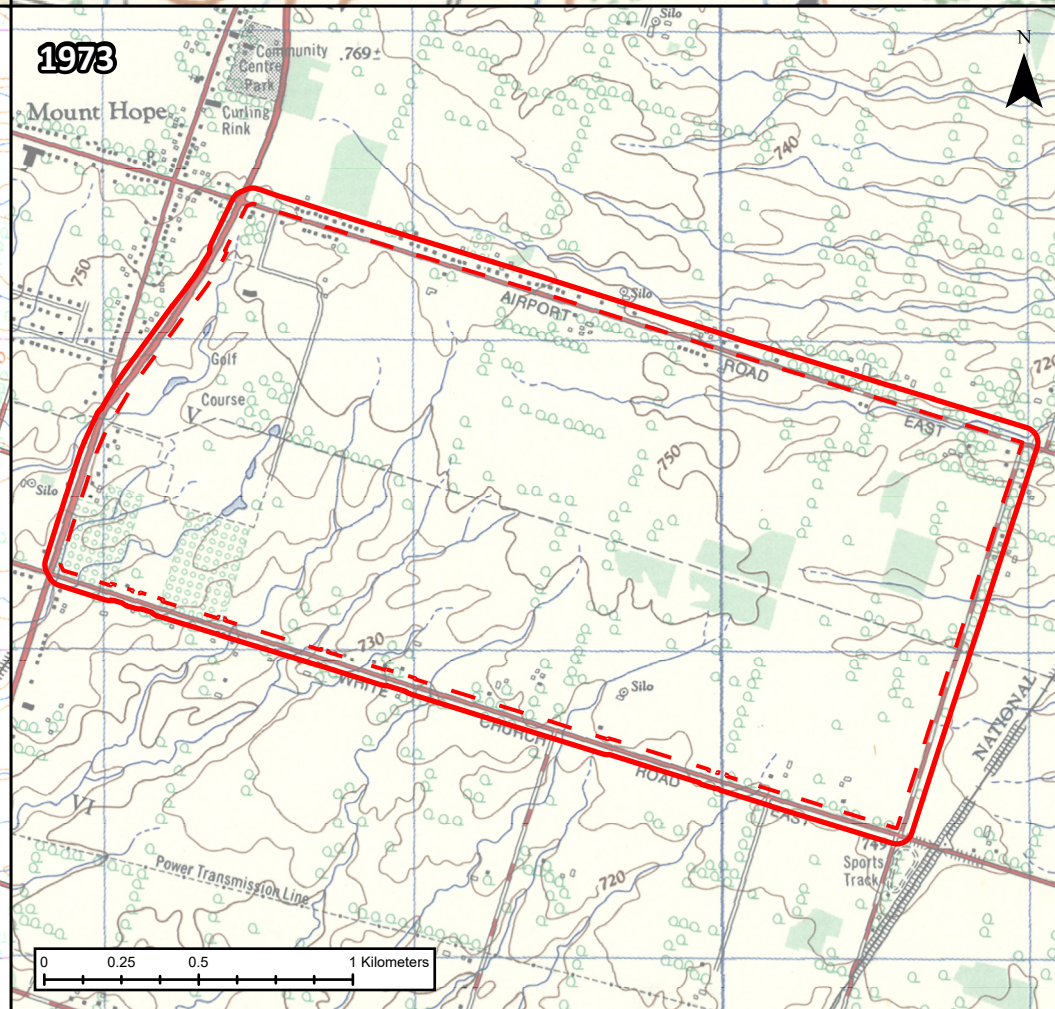 1973
N
Silo
Community
Centre
Park
.769±
Mount Hope
Curling
Rink
P
740
750
AIRPORT
Silo
ROAD
EAST
720
Golf
Course
V
750
Silo
730
WHITE
CHURCH
Silo
ROAD
EAST
NATIONAL
Sports
Track
VI
Power Transmission Line
720
0 0.25 0.5 1 Kilometers